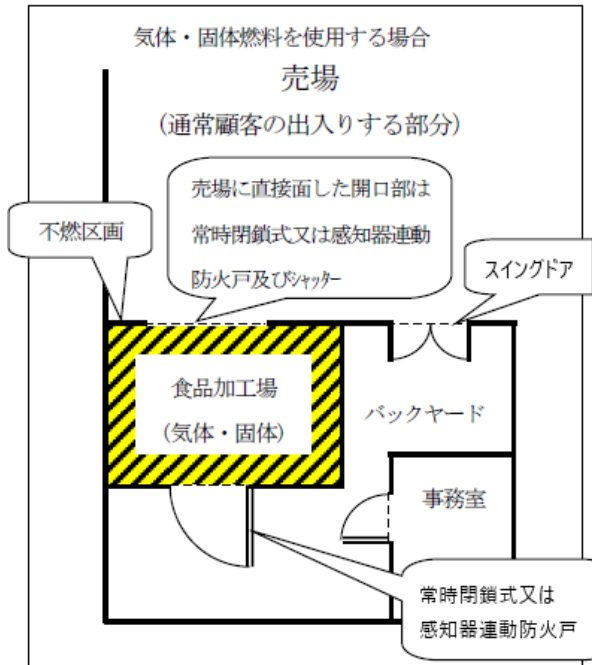 気体・固体燃料を使用する場合
売場
(通常顧客の出入りする部分)
売場に直接面した開口部は
常時閉鎖式又は感知器連動
防火戸及びシャッター
不燃区画
スイングドア
食品加工場
(気体・固体)
バックヤード
事務室
常時閉鎖式又は
感知器連動防火戸